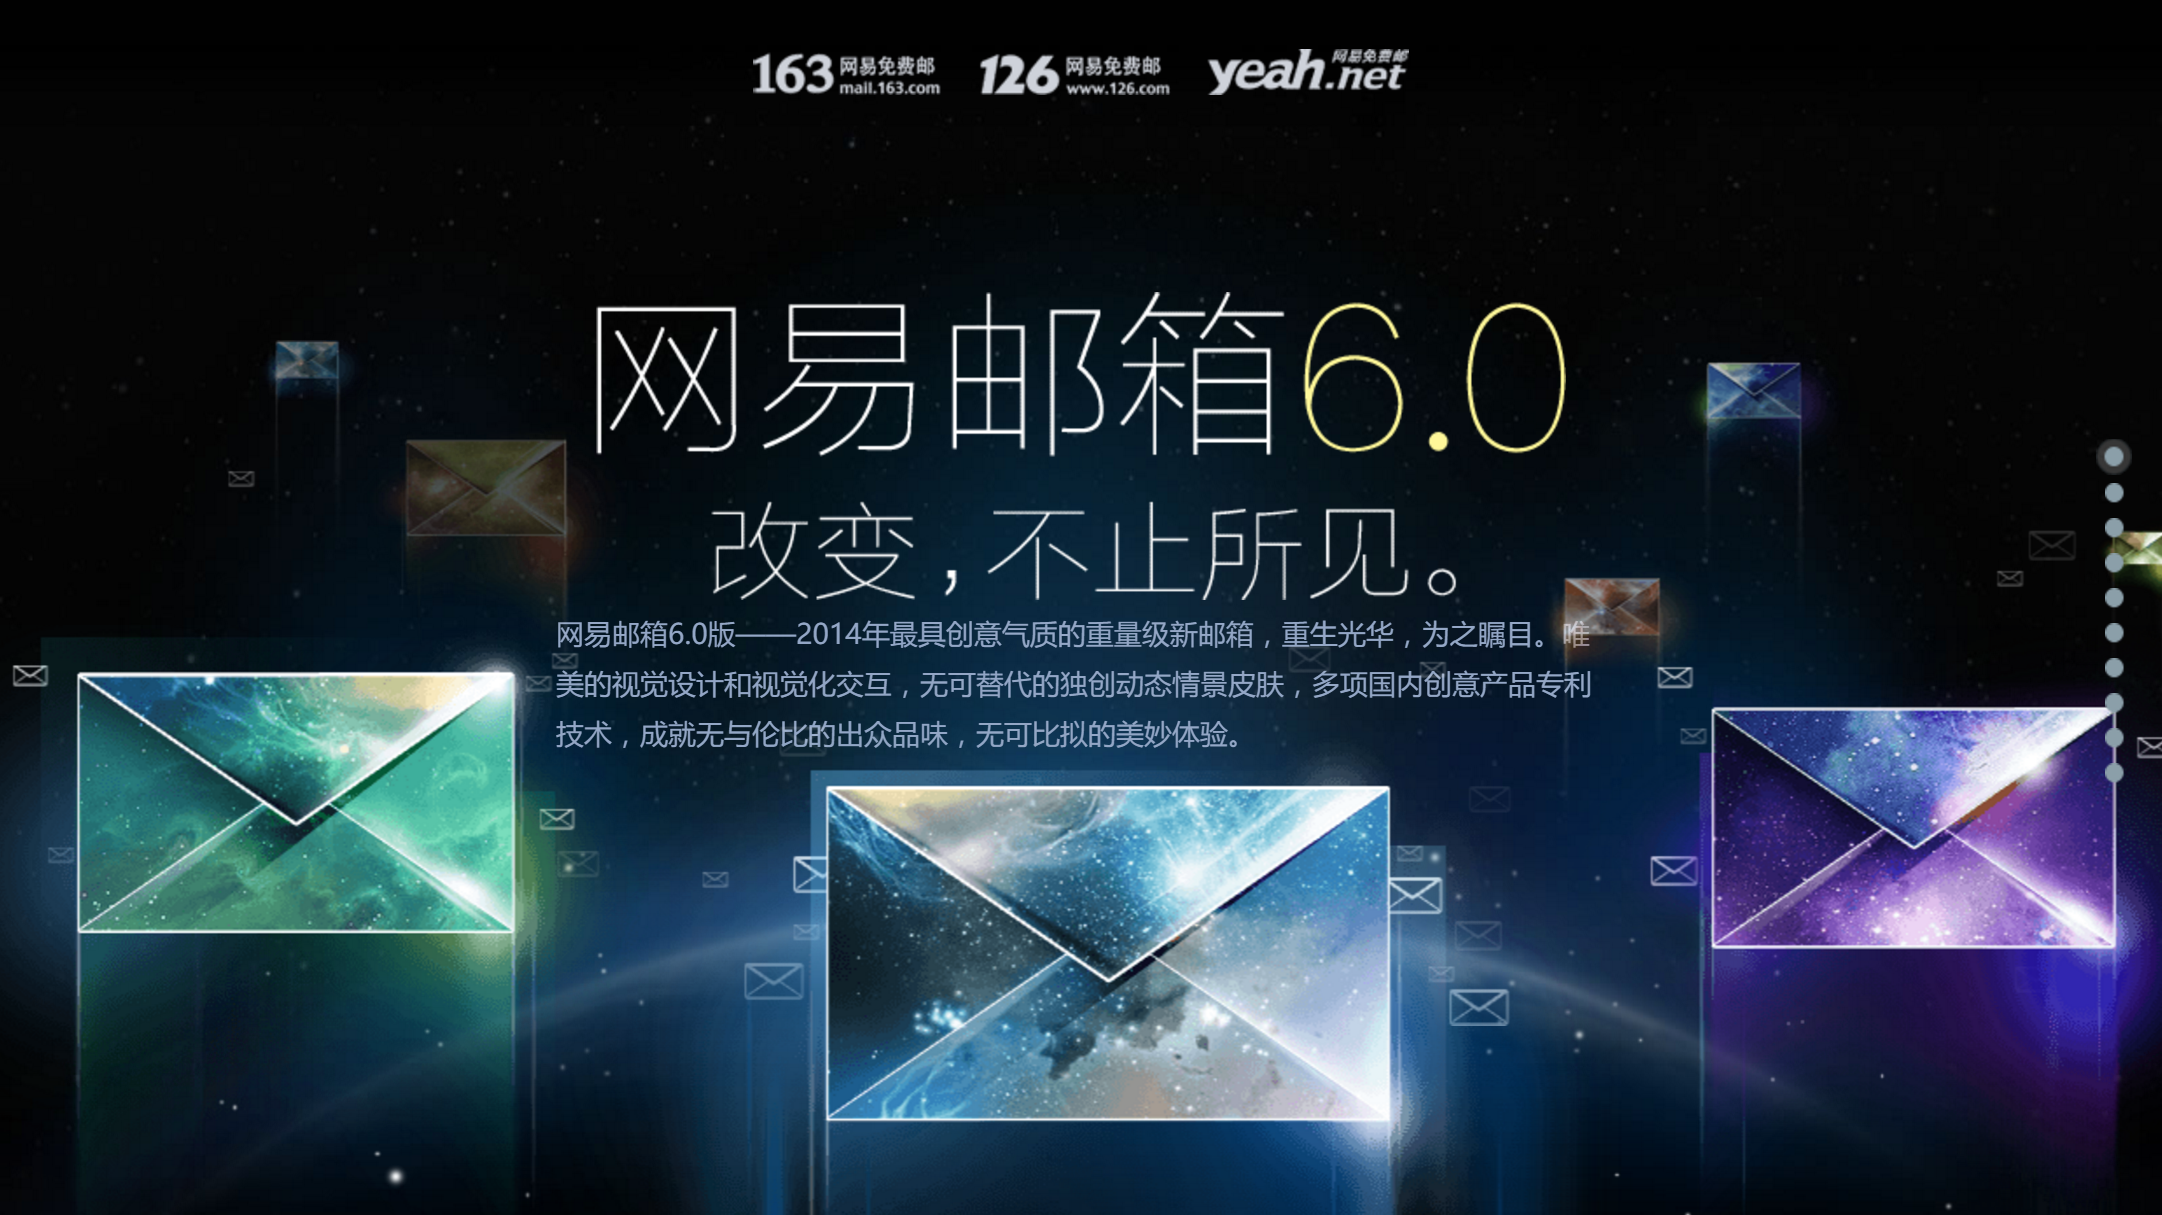 163 网易免费邮
mail.163.com
126 网易免费邮
www.126.com
yeah.net 网易免费邮
网易邮箱6.0
改变,不止所见。
网易邮箱6.0版——2014年最具创意气质的重量级新邮箱，重生光华，为之瞩目。唯
美的视觉设计和视觉化交互，无可替代的独创动态情景皮肤，多项国内创意产品专利
技术，成就无与伦比的出众品味，无可比拟的美妙体验。